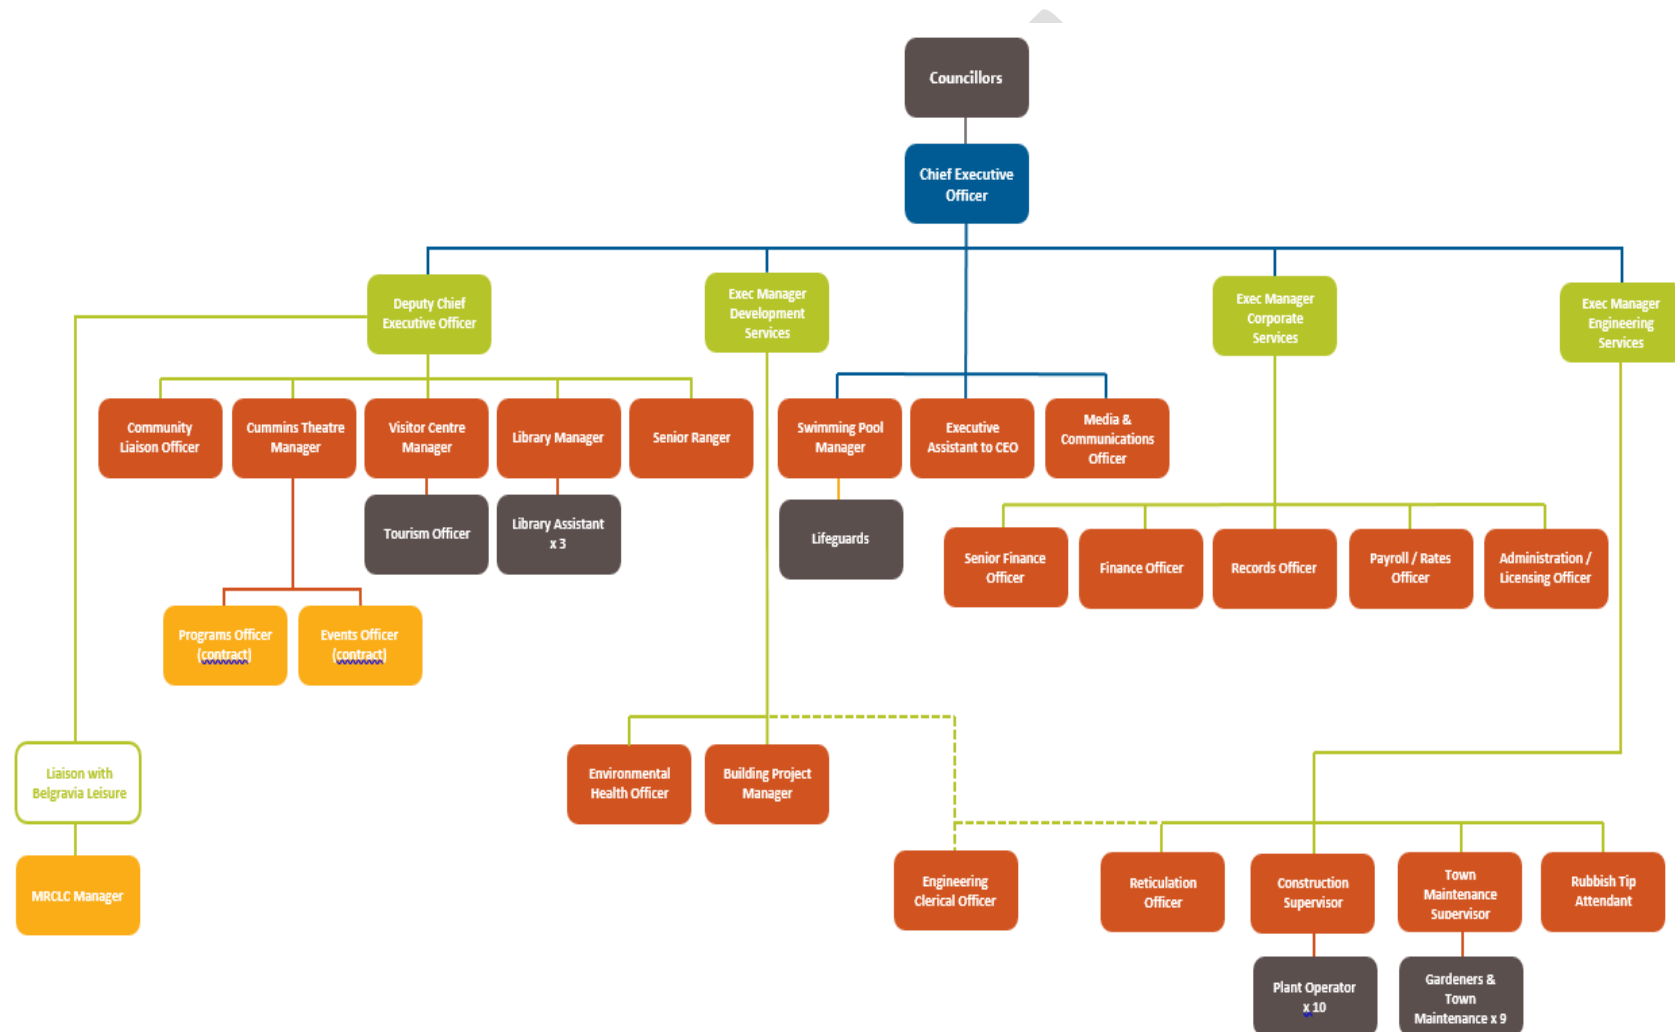 Councillors
Chief Executive
Officer
Deputy Chief
Executive Officer
Exec Manager
Development
Services
Exec Manager
Corporate
Services
Exec Manager
Engineering
Services
Community
Liaison Officer
Cummins Theatre
Manager
Visitor Centre
Manager
Library Manager
Senior Ranger
Swimming Pool
Manager
Executive
Assistant to CEO
Media &
Communications
Officer
Tourism Officer
Library Assistant
x 3
Lifeguards
Senior Finance
Officer
Finance Officer
Records Officer
Payroll / Rates
Officer
Administration /
Licensing Officer
Programs Officer
(contract)
Events Officer
(contract)
Liaison with
Belgravia Leisure
Environmental
Health Officer
Building Project
Manager
MRCLC Manager
Engineering
Clerical Officer
Reticulation
Officer
Construction
Supervisor
Town
Maintenance
Supervisor
Rubbish Tip
Attendant
Plant Operator
x 10
Gardeners &
Town
Maintenance x 9